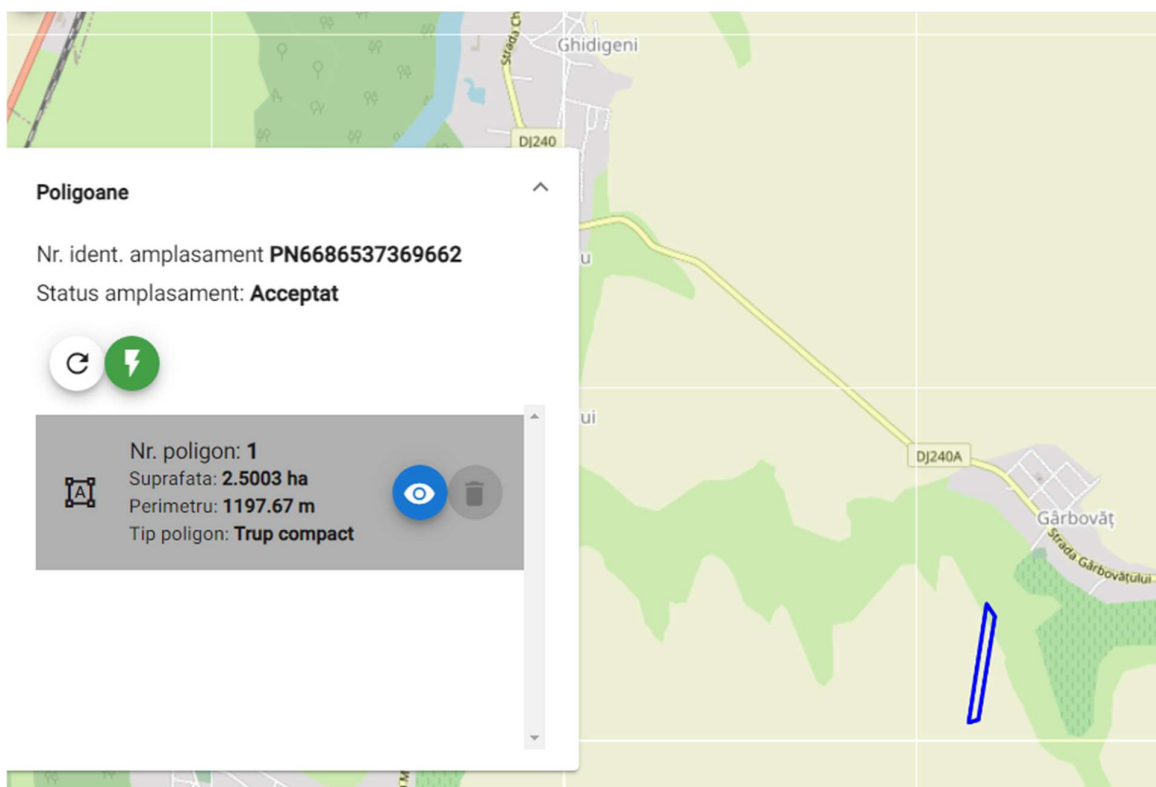 Ghidigeni
Strada Ch
DJ240
Poligoane
Nr. ident. amplasament PN6686537369662
Status amplasament: Acceptat
u
ui
A
Nr. poligon: 1
Suprafata: 2.5003 ha
Perimetru: 1197.67 m
Tip poligon: Trup compact
DJ240A
Gârbovăț
Strada Gârbovățului
M